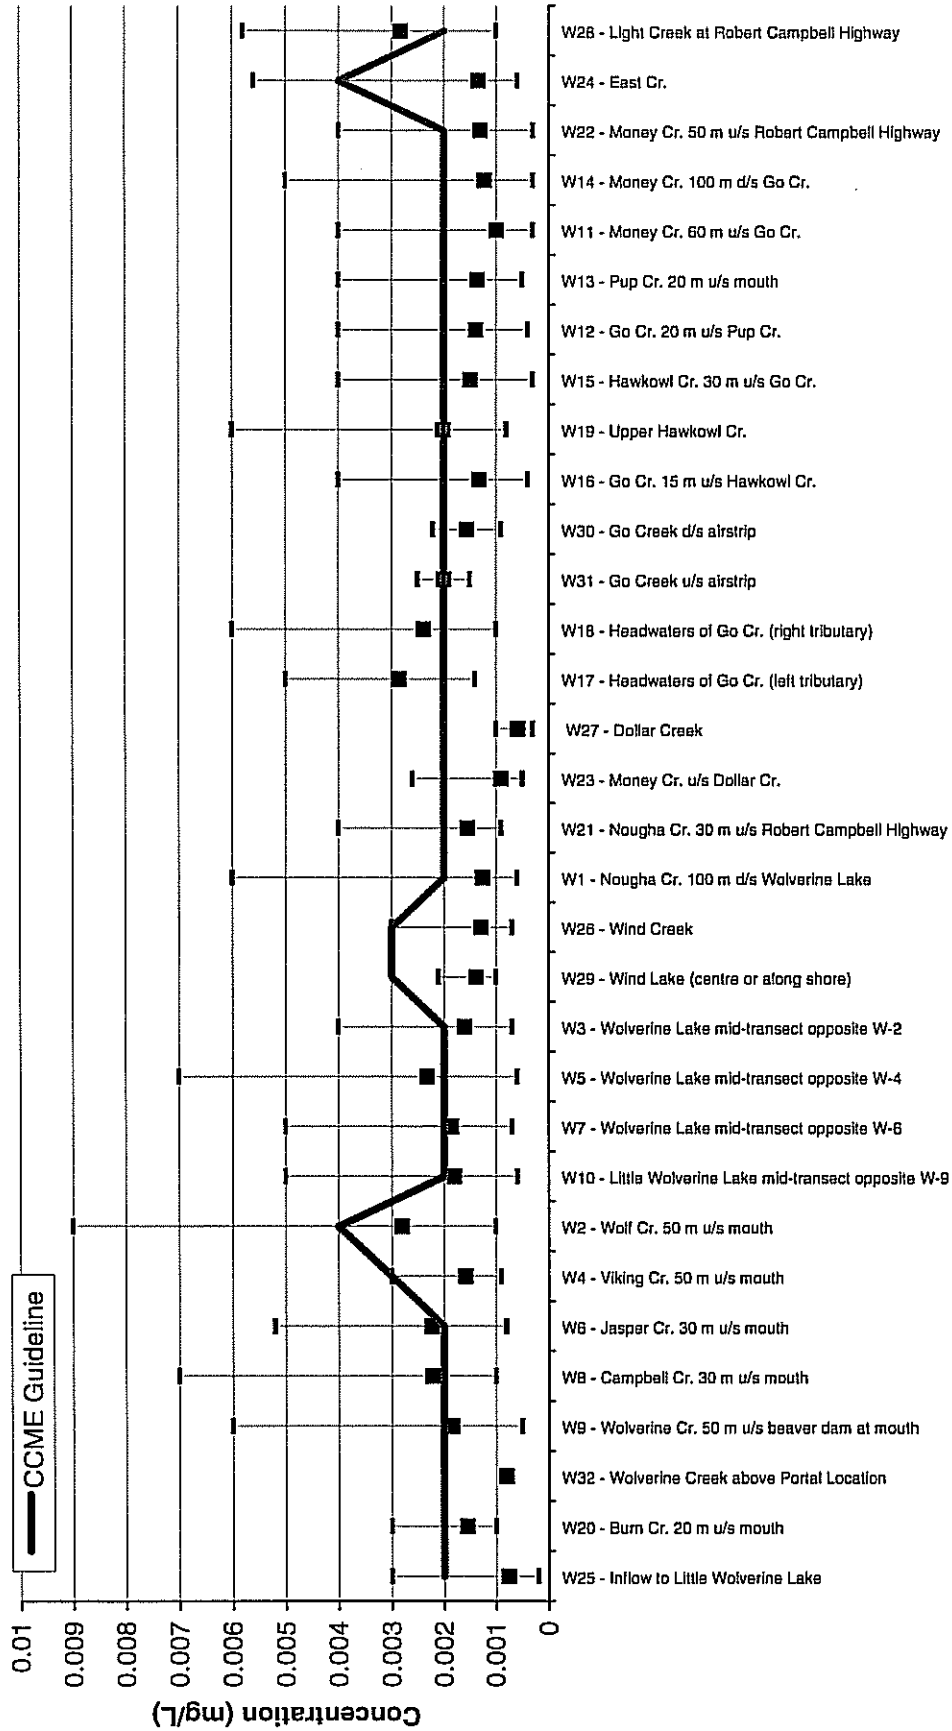 CCME Guideline
Concentration (mg/L)
0.01
0.009
0.008
0.007
0.006
0.005
0.004
0.003
0.002
0.001
0
W25 - Inflow to Little Wolverine Lake
W20 - Burn Cr. 20 m u/s mouth
W32 - Wolverine Creek above Portal Location
W9 - Wolverine Cr. 50 m u/s beaver dam at mouth
W8 - Campbell Cr. 30 m u/s mouth
W6 - Jasper Cr. 30 m u/s mouth
W4 - Viking Cr. 50 m u/s mouth
W2 - Wolf Cr. 50 m u/s mouth
W10 - Little Wolverine Lake mid-transect opposite W-9
W7 - Wolverine Lake mid-transect opposite W-6
W5 - Wolverine Lake mid-transect opposite W-4
W3 - Wolverine Lake mid-transect opposite W-2
W29 - Wind Lake (centre or along shore)
W26 - Wind Creek
W1 - Nougha Cr. 100 m d/s Wolverine Lake
W21 - Nougha Cr. 30 m u/s Robert Campbell Highway
W23 - Money Cr. u/s Dollar Cr.
W27 - Dollar Creek
W17 - Headwaters of Go Cr. (left tributary)
W18 - Headwaters of Go Cr. (right tributary)
W31 - Go Creek u/s airstrip
W30 - Go Creek d/s airstrip
W16 - Go Cr. 15 m u/s Hawkowl Cr.
W19 - Upper Hawkowl Cr.
W15 - Hawkowl Cr. 30 m u/s Go Cr.
W12 - Go Cr. 20 m u/s Pup Cr.
W13 - Pup Cr. 20 m u/s mouth
W11 - Money Cr. 60 m u/s Go Cr.
W14 - Money Cr. 100 m d/s Go Cr.
W22 - Money Cr. 50 m u/s Robert Campbell Highway
W24 - East Cr.
W28 - Light Creek at Robert Campbell Highway